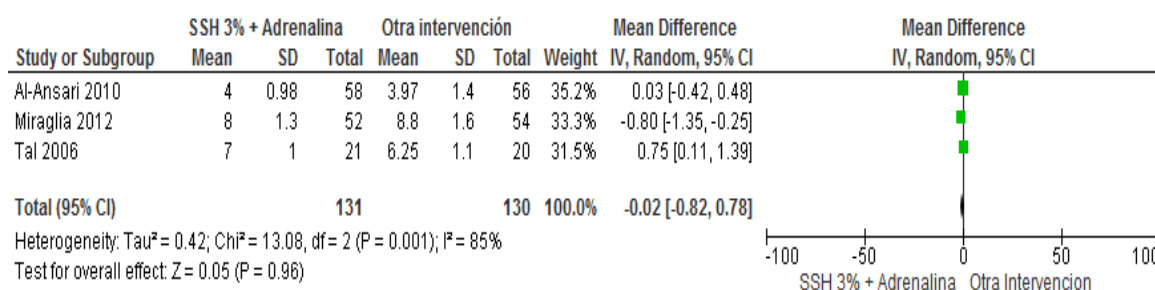 SSH 3% + Adrenalina Otra intervención Mean Difference Mean Difference
Study or Subgroup Mean SD Total Mean SD Total Weight IV, Random, 95% CI IV, Random, 95% CI
Al-Ansari 2010 4 0.98 58 3.97 1.4 56 35.2% 0.03 [-0.42, 0.48]
Miraglia 2012 8 1.3 52 8.8 1.6 54 33.3% -0.80 [-1.35, -0.25]
Tal 2006 7 1 21 6.25 1.1 20 31.5% 0.75 [0.11, 1.39]
Total (95% CI) 131 130 100.0% -0.02 [-0.82, 0.78]
Heterogeneity: Tau² = 0.42; Chi² = 13.08, df = 2 (P = 0.001); I² = 85%
Test for overall effect: Z = 0.05 (P = 0.96)
-100 -50 0 50 100
SSH 3% + Adrenalina Otra Intervencion